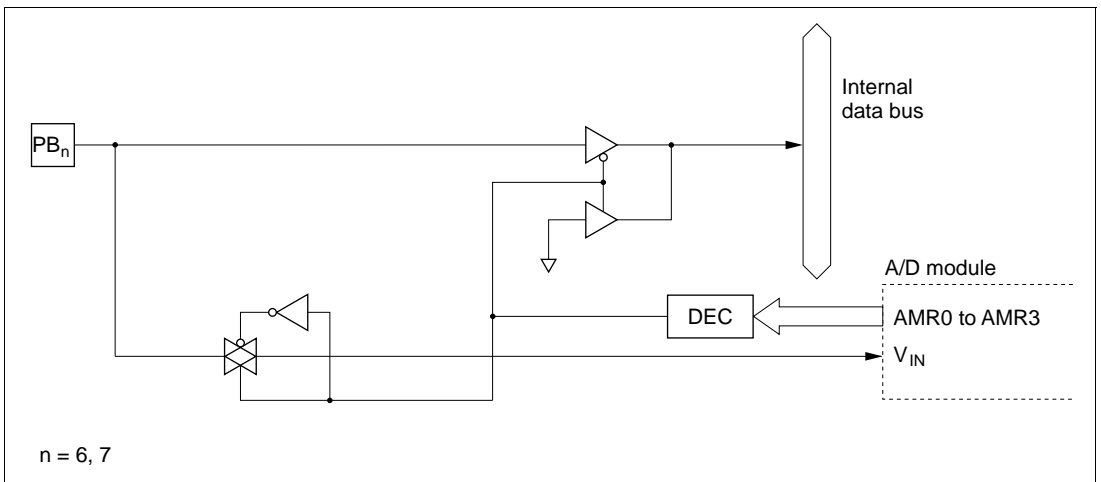 Internal
data bus
PBn
A/D module
DEC
AMR0 to AMR3
VIN
n = 6, 7